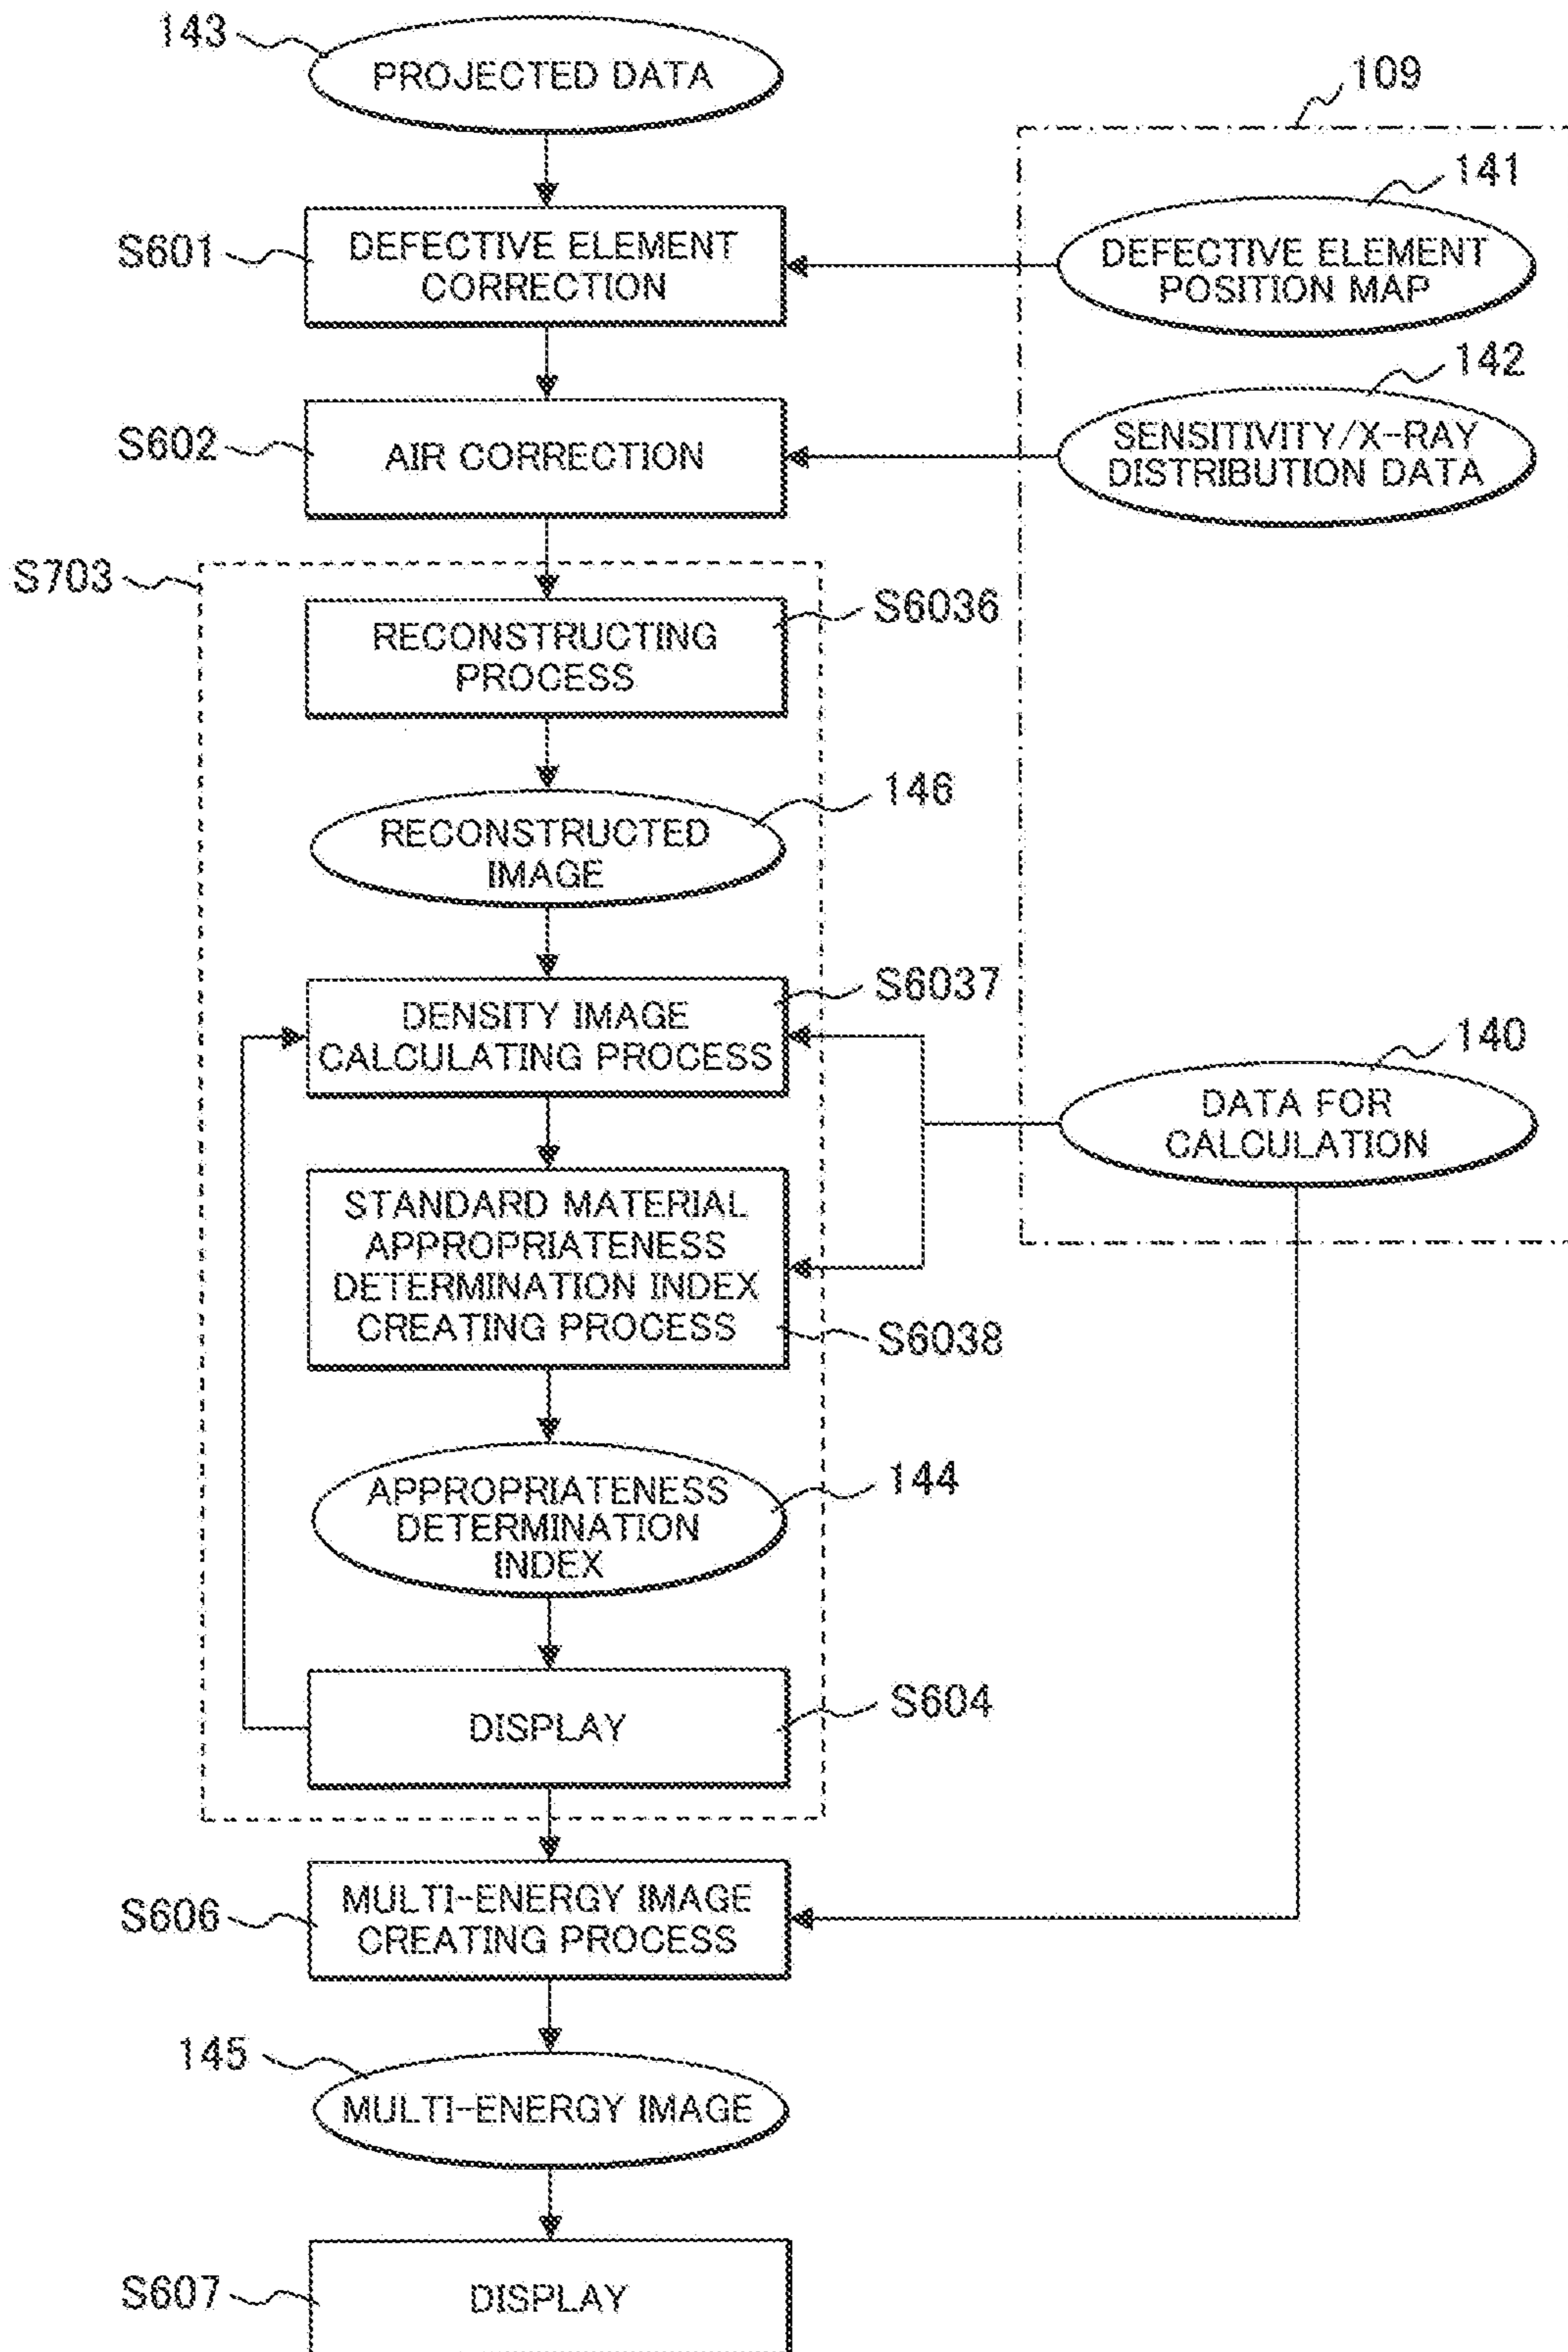 143
PROJECTED DATA
109
141
S601
DEFECTIVE ELEMENT
CORRECTION
DEFECTIVE ELEMENT
POSITION MAP
142
S602
AIR CORRECTION
SENSITIVITY/X-RAY
DISTRIBUTION DATA
S703
S6036
RECONSTRUCTING
PROCESS
146
RECONSTRUCTED
IMAGE
S6037
DENSITY IMAGE
CALCULATING PROCESS
140
DATA FOR
CALCULATION
STANDARD MATERIAL
APPROPRIATENESS
DETERMINATION INDEX
CREATING PROCESS
S6038
144
APPROPRIATENESS
DETERMINATION
INDEX
S604
DISPLAY
S606
MULTI-ENERGY IMAGE
CREATING PROCESS
145
MULTI-ENERGY IMAGE
S607
DISPLAY